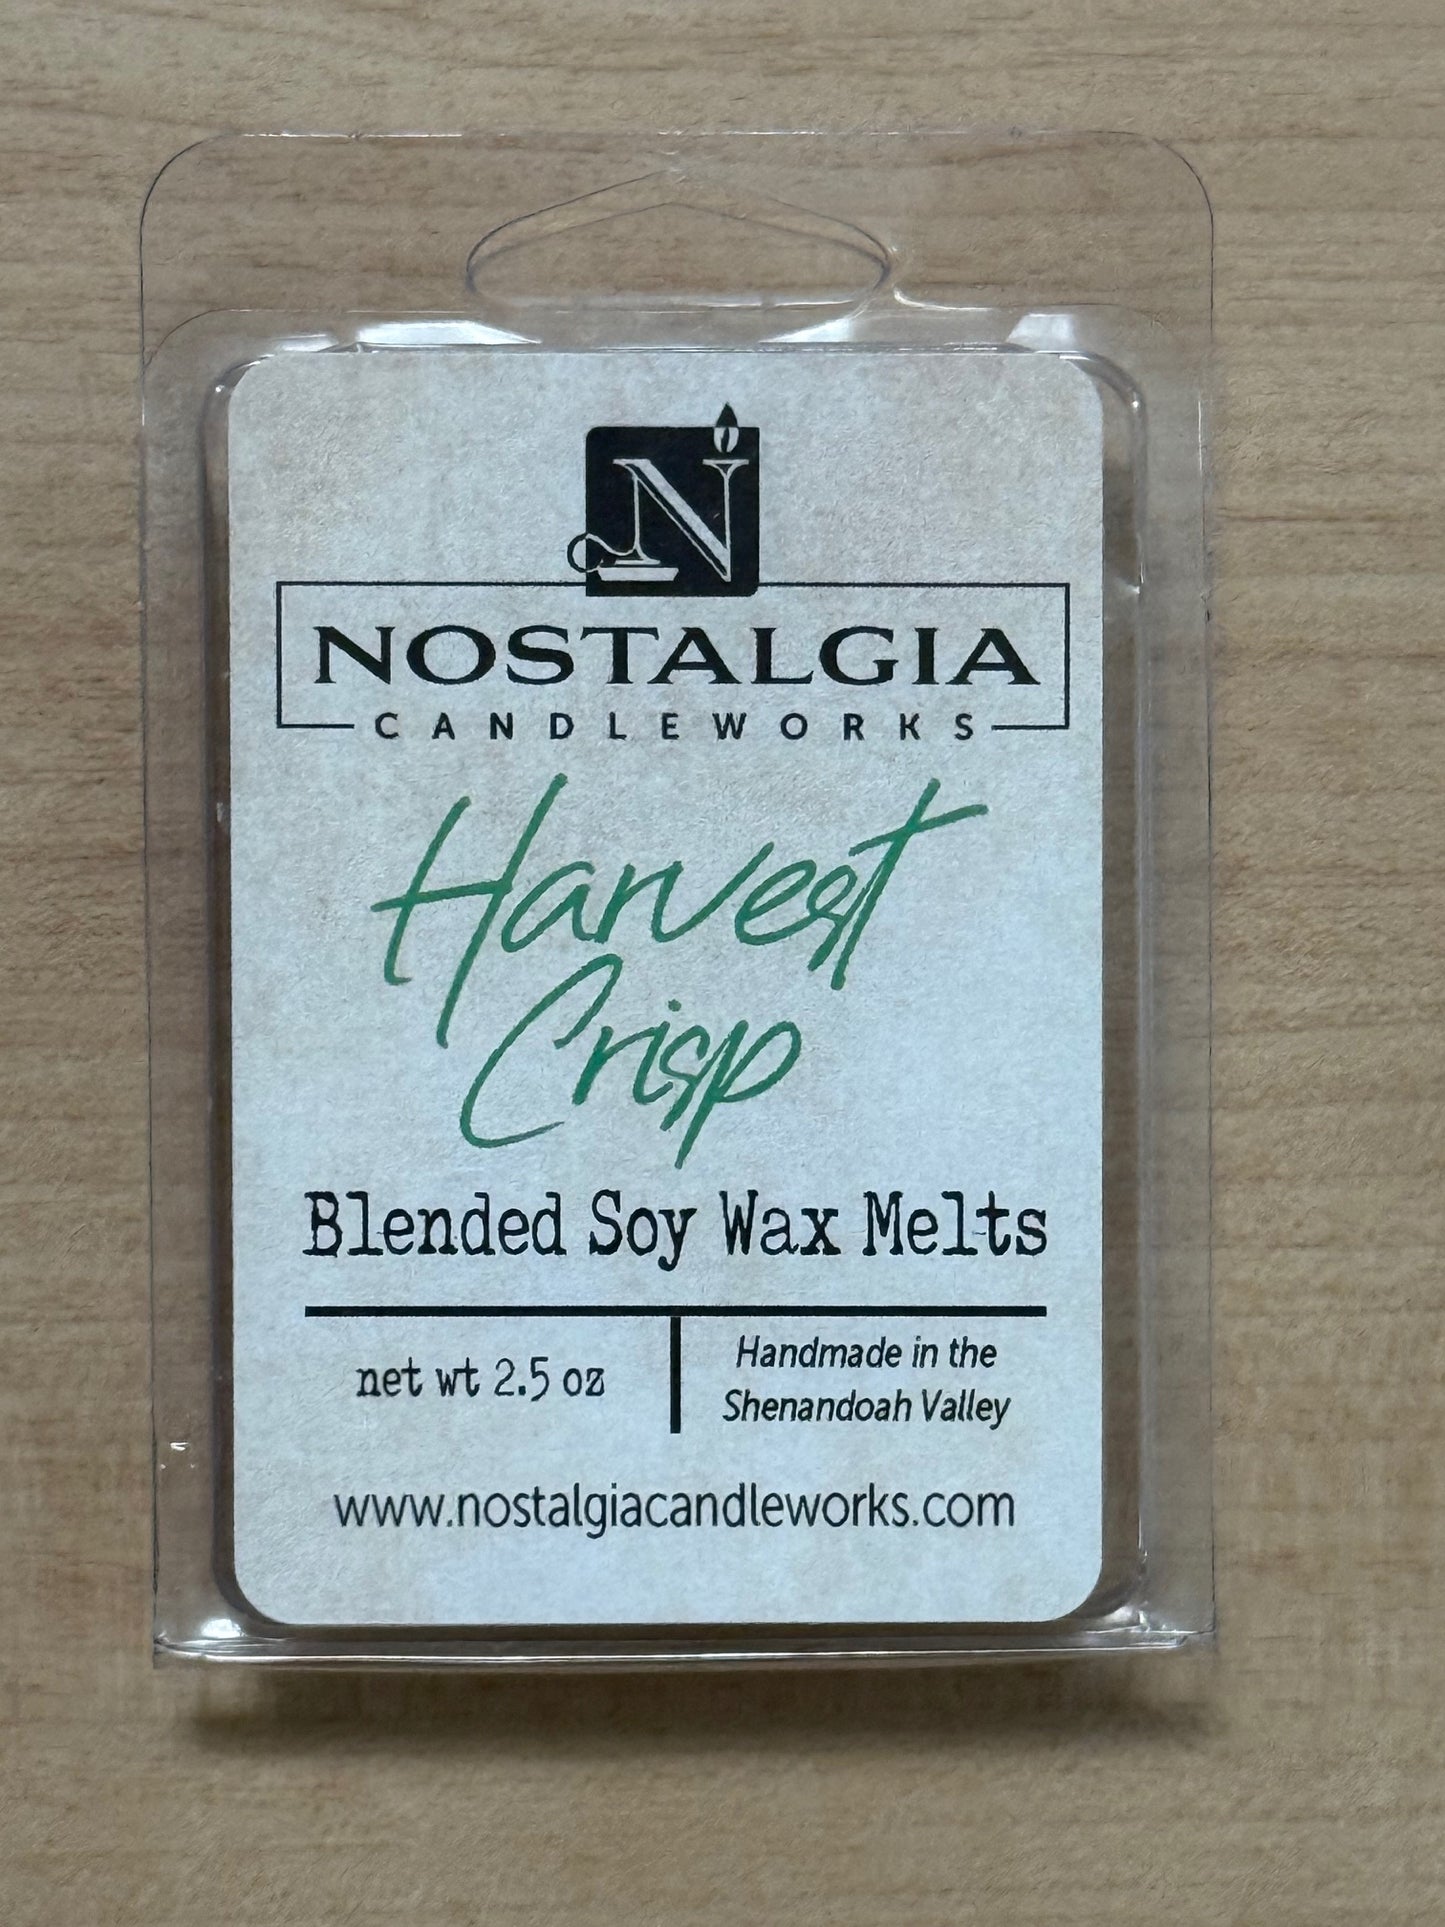 N
NOSTALGIA
CANDLEWORKS
Harvest
Crisp
Blended Soy Wax Melts
net wt 2.5 oz
Handmade in the
Shenandoah Valley
www.nostalgiacandleworks.com